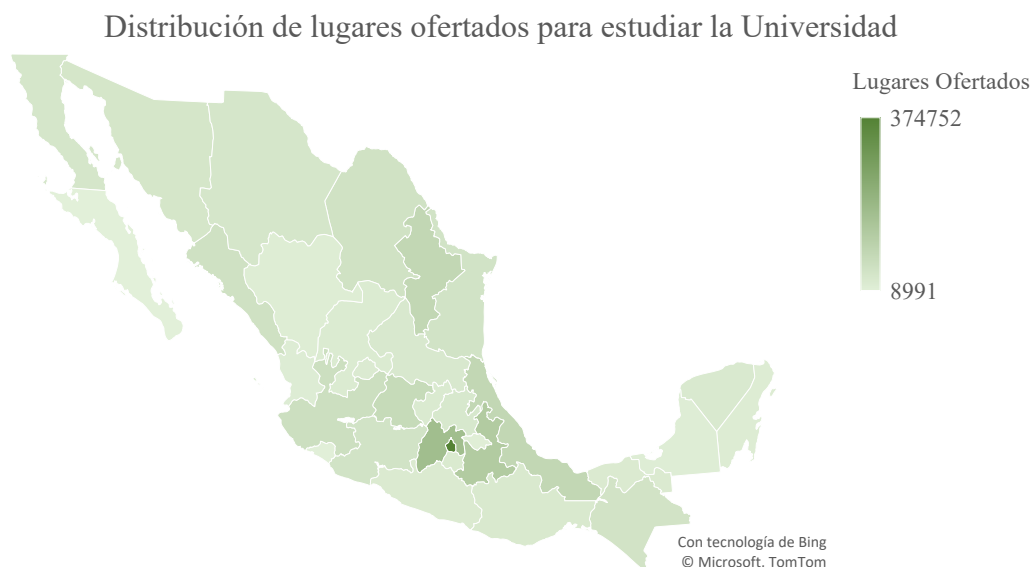 Distribución de lugares ofertados para estudiar la Universidad
Lugares Ofertados
374752
8991
Con tecnología de Bing
© Microsoft, TomTom